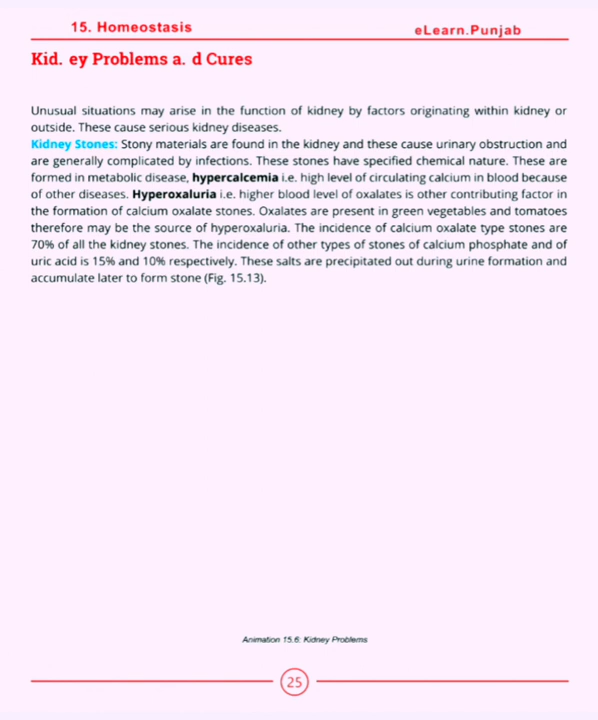 15. Homeostasis
eLearn.Punjab
Kid. ey Problems a. d Cures
Unusual situations may arise in the function of kidney by factors originating within kidney or
outside. These cause serious kidney diseases.
Kidney Stones: Stony materials are found in the kidney and these cause urinary obstruction and
are generally complicated by infections. These stones have specified chemical nature. These are
formed in metabolic disease, hypercalcemia i.e. high level of circulating calcium in blood because
of other diseases. Hyperoxaluria i.e. higher blood level of oxalates is other contributing factor in
the formation of calcium oxalate stones. Oxalates are present in green vegetables and tomatoes
therefore may be the source of hyperoxaluria. The incidence of calcium oxalate type stones are
70% of all the kidney stones. The incidence of other types of stones of calcium phosphate and of
uric acid is 15% and 10% respectively. These salts are precipitated out during urine formation and
accumulate later to form stone (Fig. 15.13).
Animation 15.6: Kidney Problems
25